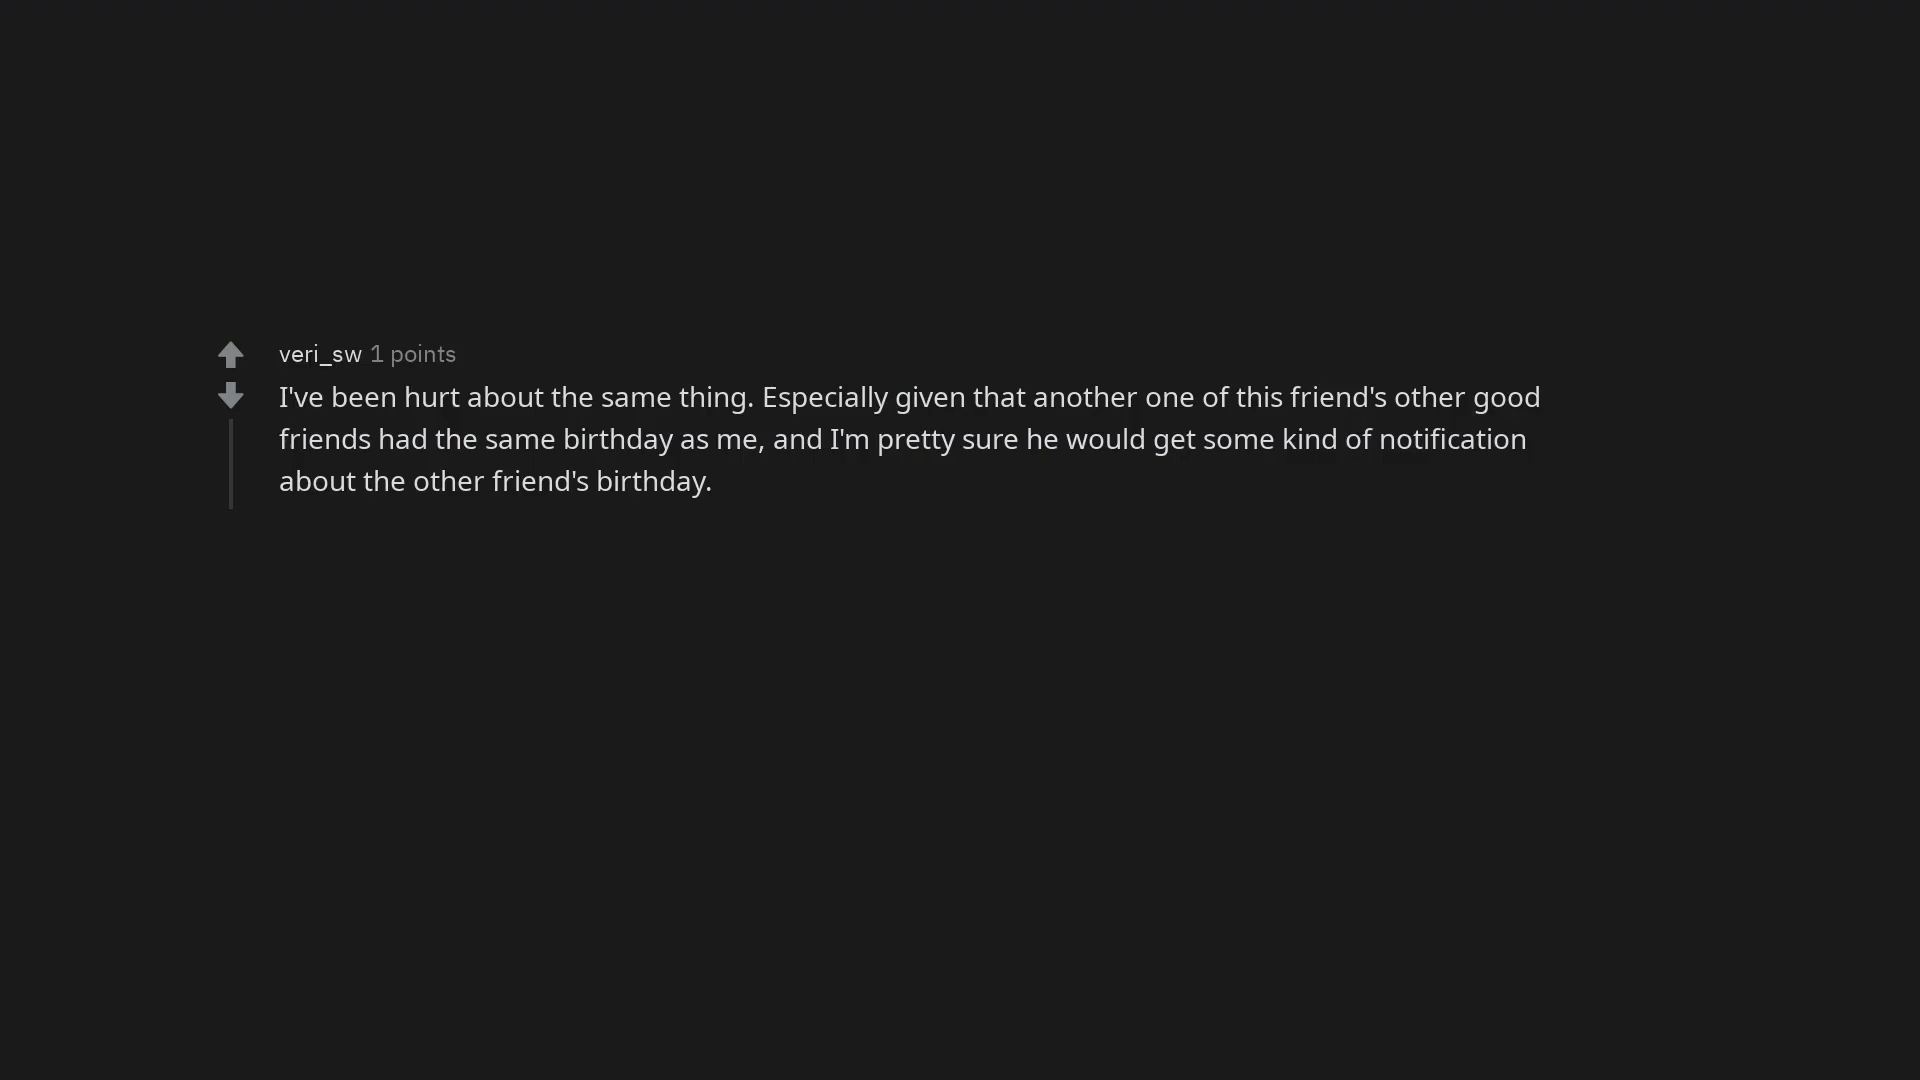 veri_sw 1 points
I've been hurt about the same thing. Especially given that another one of this friend's other good
friends had the same birthday as me, and I'm pretty sure he would get some kind of notification
about the other friend's birthday.